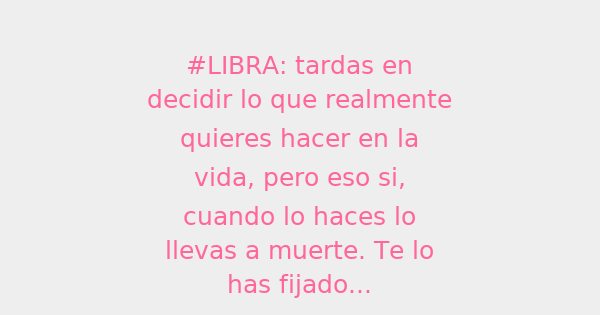 #LIBRA: tardas en
decidir lo que realmente
quieres hacer en la
vida, pero eso si,
cuando lo haces lo
llevas a muerte. Te lo
has fijado...